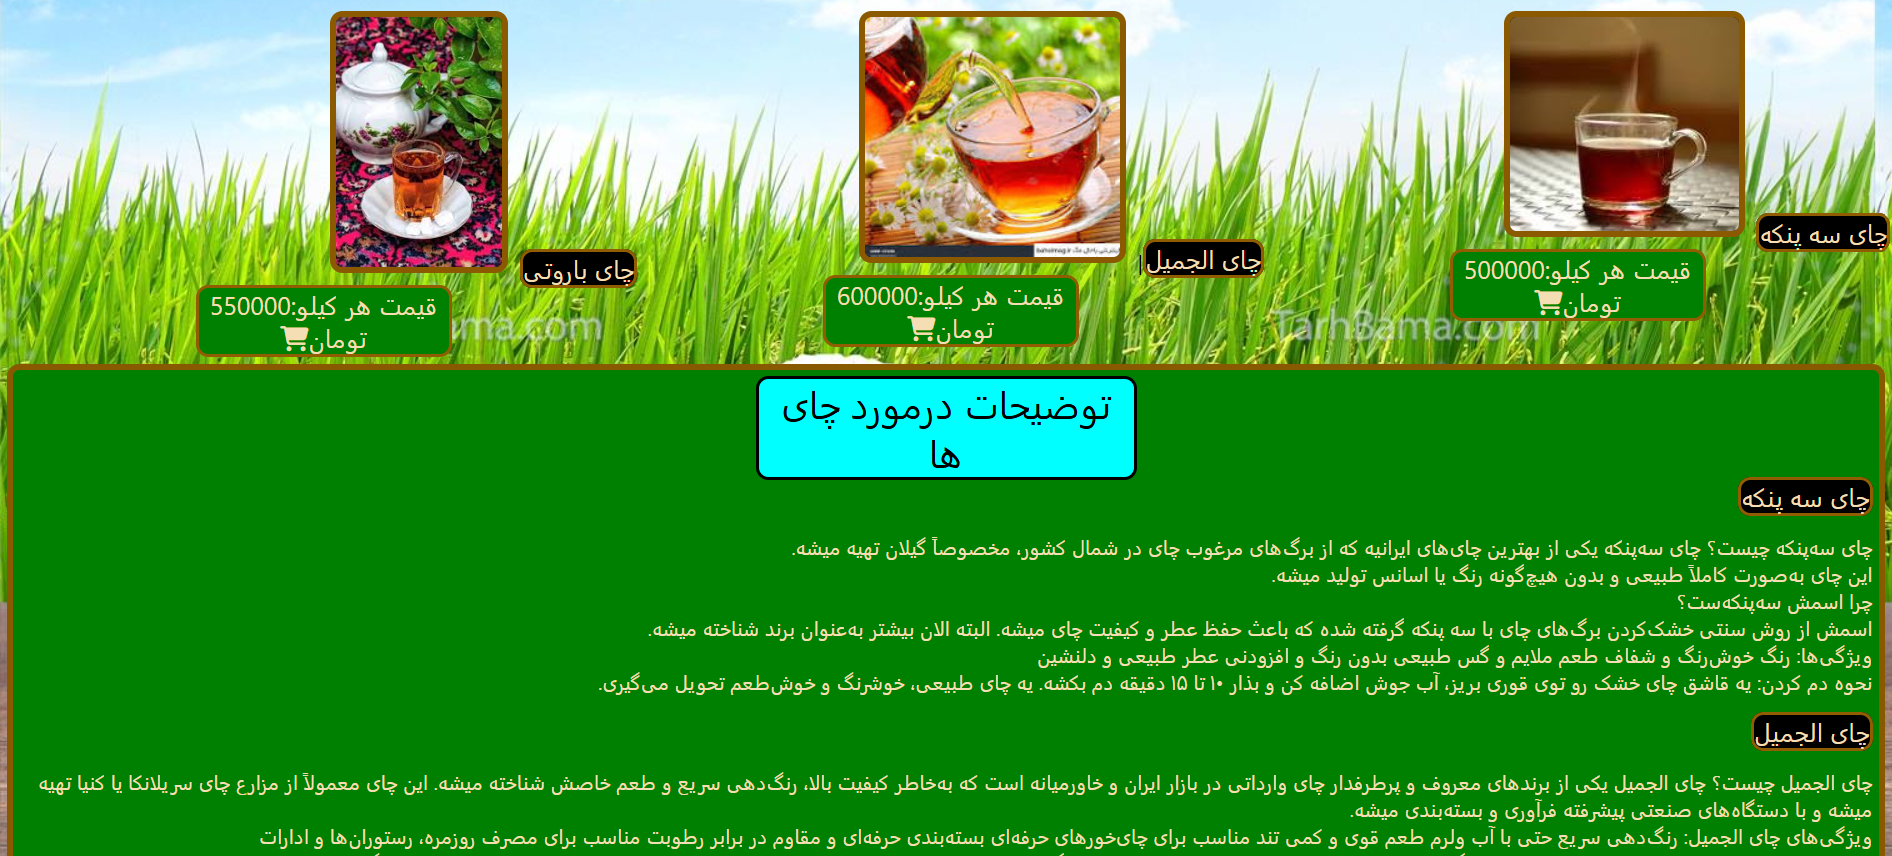 چای سه پنکه
قیمت هر کیلو:500000
تومان
چای الجمیل
قیمت هر کیلو:600000
تومان
چای باروتی
قیمت هر کیلو:550000
تومان
TarhBama.com
ama.com
توضیحات درمورد چای
ها
چای سه پنکه
چای سه‌پنکه چیست؟ چای سه‌پنکه یکی از بهترین چای‌های ایرانیه که از برگ‌های مرغوب چای در شمال کشور، مخصوصاً گیلان تهیه میشه.
این چای به‌صورت کاملاً طبیعی و بدون هیچ‌گونه رنگ یا اسانس تولید میشه.
چرا اسمش سه‌پنکه‌ست؟
اسمش از روش سنتی خشک‌کردن برگ‌های چای با سه پنکه گرفته شده که باعث حفظ عطر و کیفیت چای میشه. البته الان بیشتر به‌عنوان برند شناخته میشه.
ویژگی‌ها: رنگ خوش‌رنگ و شفاف طعم ملایم و گس طبیعی بدون رنگ و افزودنی عطر طبیعی و دلنشین
نحوه دم کردن: یه قاشق چای خشک رو توی قوری بریز، آب جوش اضافه کن و بذار ۱۰ تا ۱۵ دقیقه دم بکشه. یه چای طبیعی، خوشرنگ و خوش‌طعم تحویل می‌گیری.
چای الجمیل
چای الجمیل چیست؟ چای الجمیل یکی از برندهای معروف و پرطرفدار چای وارداتی در بازار ایران و خاورمیانه است که به‌خاطر کیفیت بالا، رنگ‌دهی سریع و طعم خاصش شناخته میشه. این چای معمولاً از مزارع چای سریلانکا یا کنیا تهیه
میشه و با دستگاه‌های صنعتی پیشرفته فرآوری و بسته‌بندی میشه.
ویژگی‌های چای الجمیل: رنگ‌دهی سریع حتی با آب ولرم طعم قوی و کمی تند مناسب برای چای‌خورهای حرفه‌ای بسته‌بندی حرفه‌ای و مقاوم در برابر رطوبت مناسب برای مصرف روزمره، رستوران‌ها و ادارات